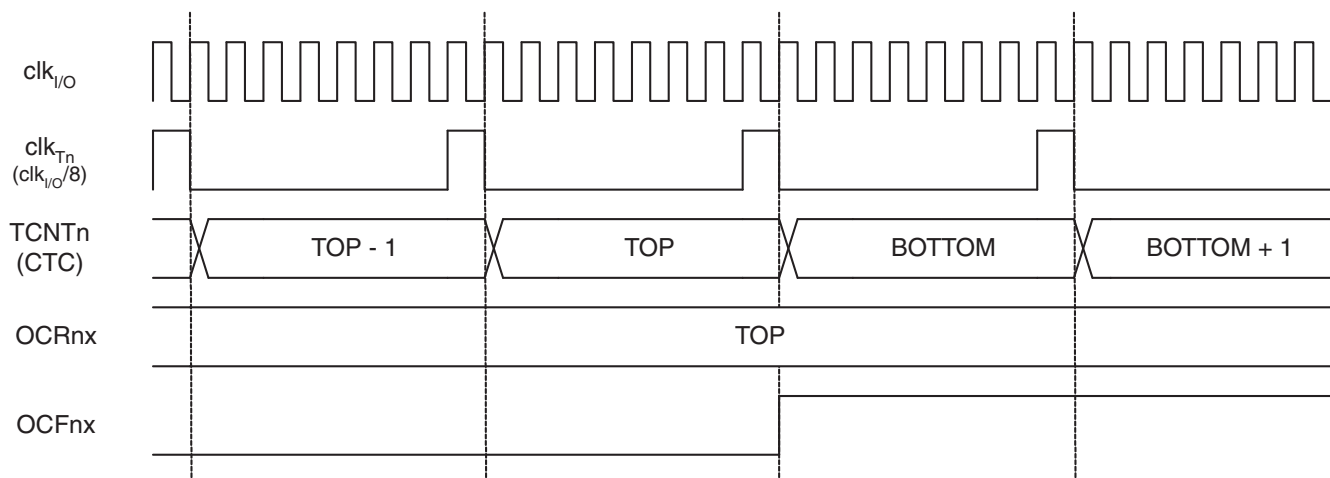 clkI/O
clkTn
(clkI/O/8)
TCNTn
(CTC)
TOP - 1
TOP
BOTTOM
BOTTOM + 1
OCRnx
TOP
OCFnx